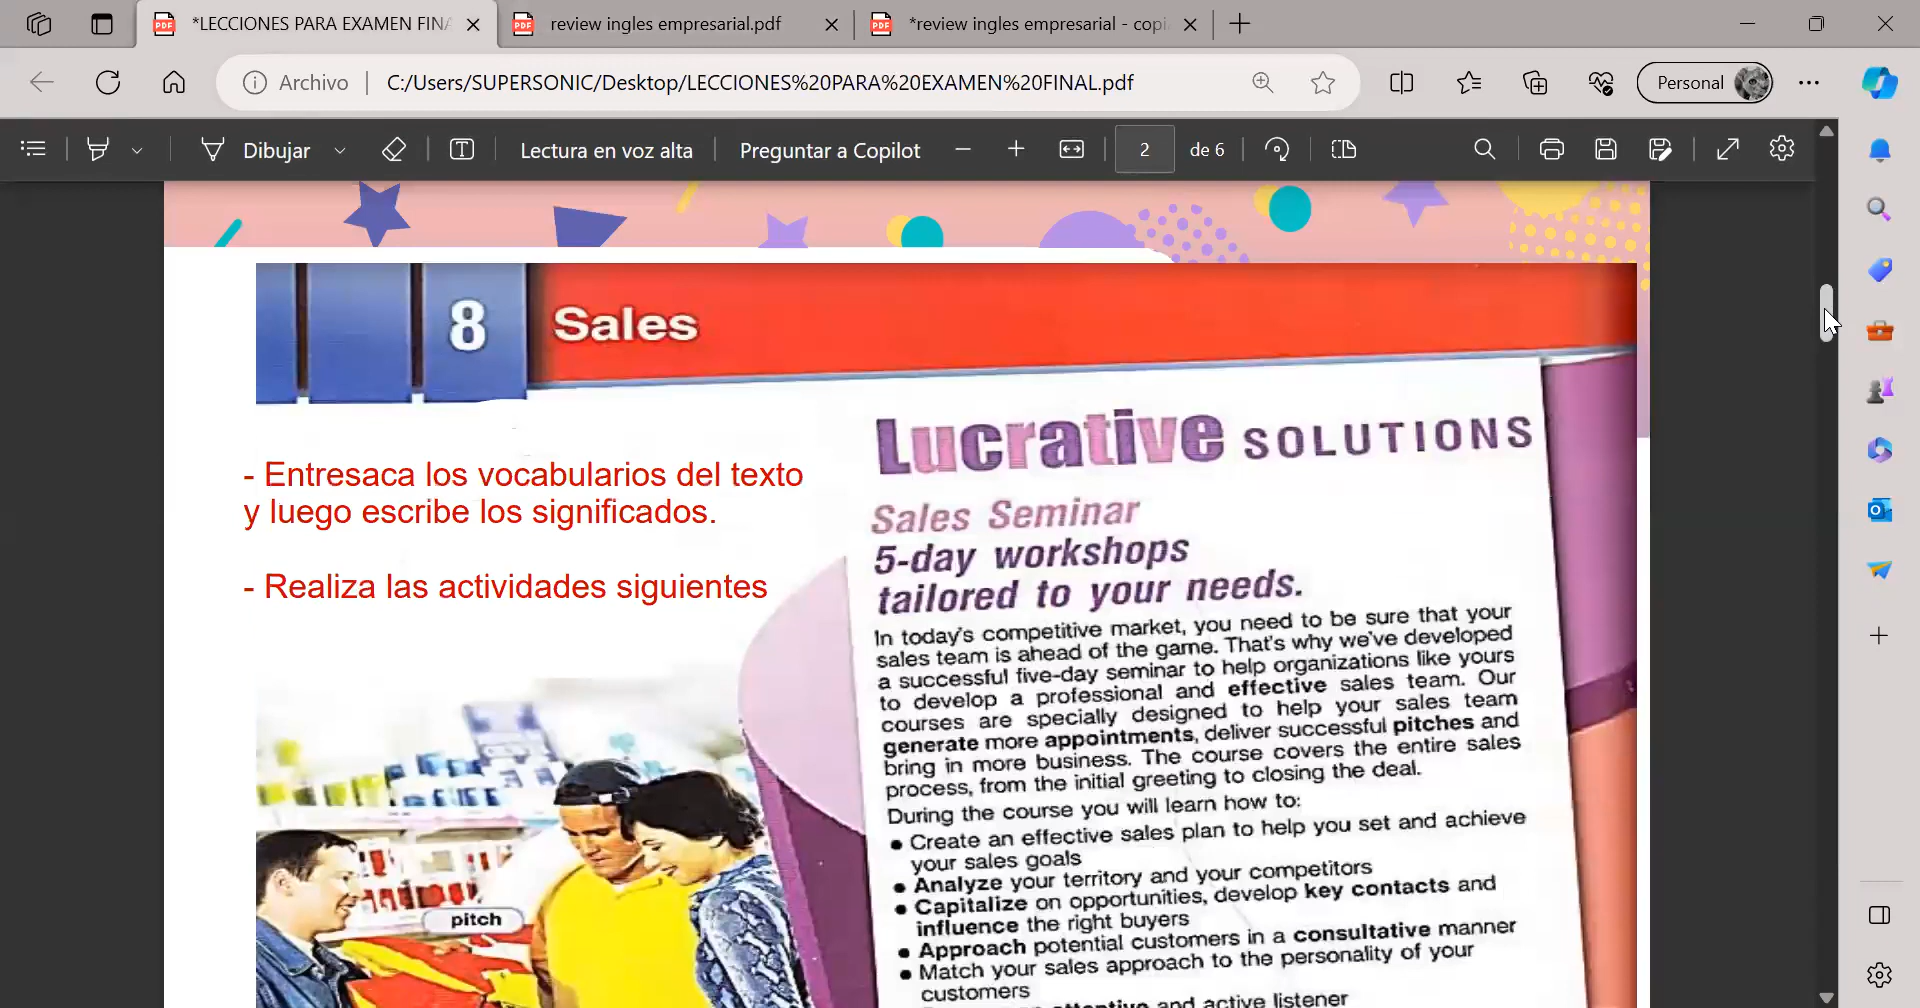 *LECCIONES PARA EXAMEN FINA
review ingles empresarial.pdf
*review ingles empresarial - copi
Archivo
C:/Users/SUPERSONIC/Desktop/LECCIONES%20PARA%20EXAMEN%20FINAL.pdf
Personal
Dibujar
Lectura en voz alta
Preguntar a Copilot
2
de 6
8
Sales
- Entresaca los vocabularios del texto
y luego escribe los significados.
- Realiza las actividades siguientes
pitch
Lucrative SOLUTIONS
Sales Seminar
5-day workshops
tailored to your needs.
In today's competitive market, you need to be sure that your
sales team is ahead of the game. That's why we've developed
a successful five-day seminar to help organizations like yours
to develop a professional and effective sales team. Our
courses are specially designed to help your sales team
generate more appointments, deliver successful pitches and
bring in more business. The course covers the entire sales
process, from the initial greeting to closing the deal.
During the course you will learn how to:
• Create an effective sales plan to help you set and achieve
your sales goals
• Analyze your territory and your competitors
• Capitalize on opportunities, develop key contacts and
influence the right buyers
• Approach potential customers in a consultative manner
• Match your sales approach to the personality of your
customers
attentive and active listener